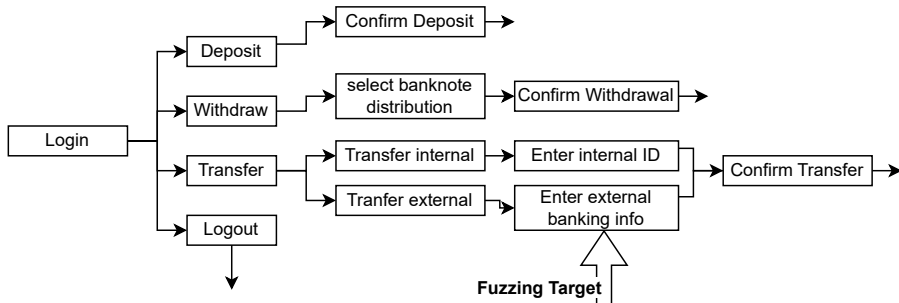 Confirm Deposit
Deposit
select banknote
distribution
Withdraw
Confirm Withdrawal
Login
Transfer internal
Enter internal ID
Transfer
Confirm Transfer
Tranfer external
Enter external
banking info
Logout
Fuzzing Target